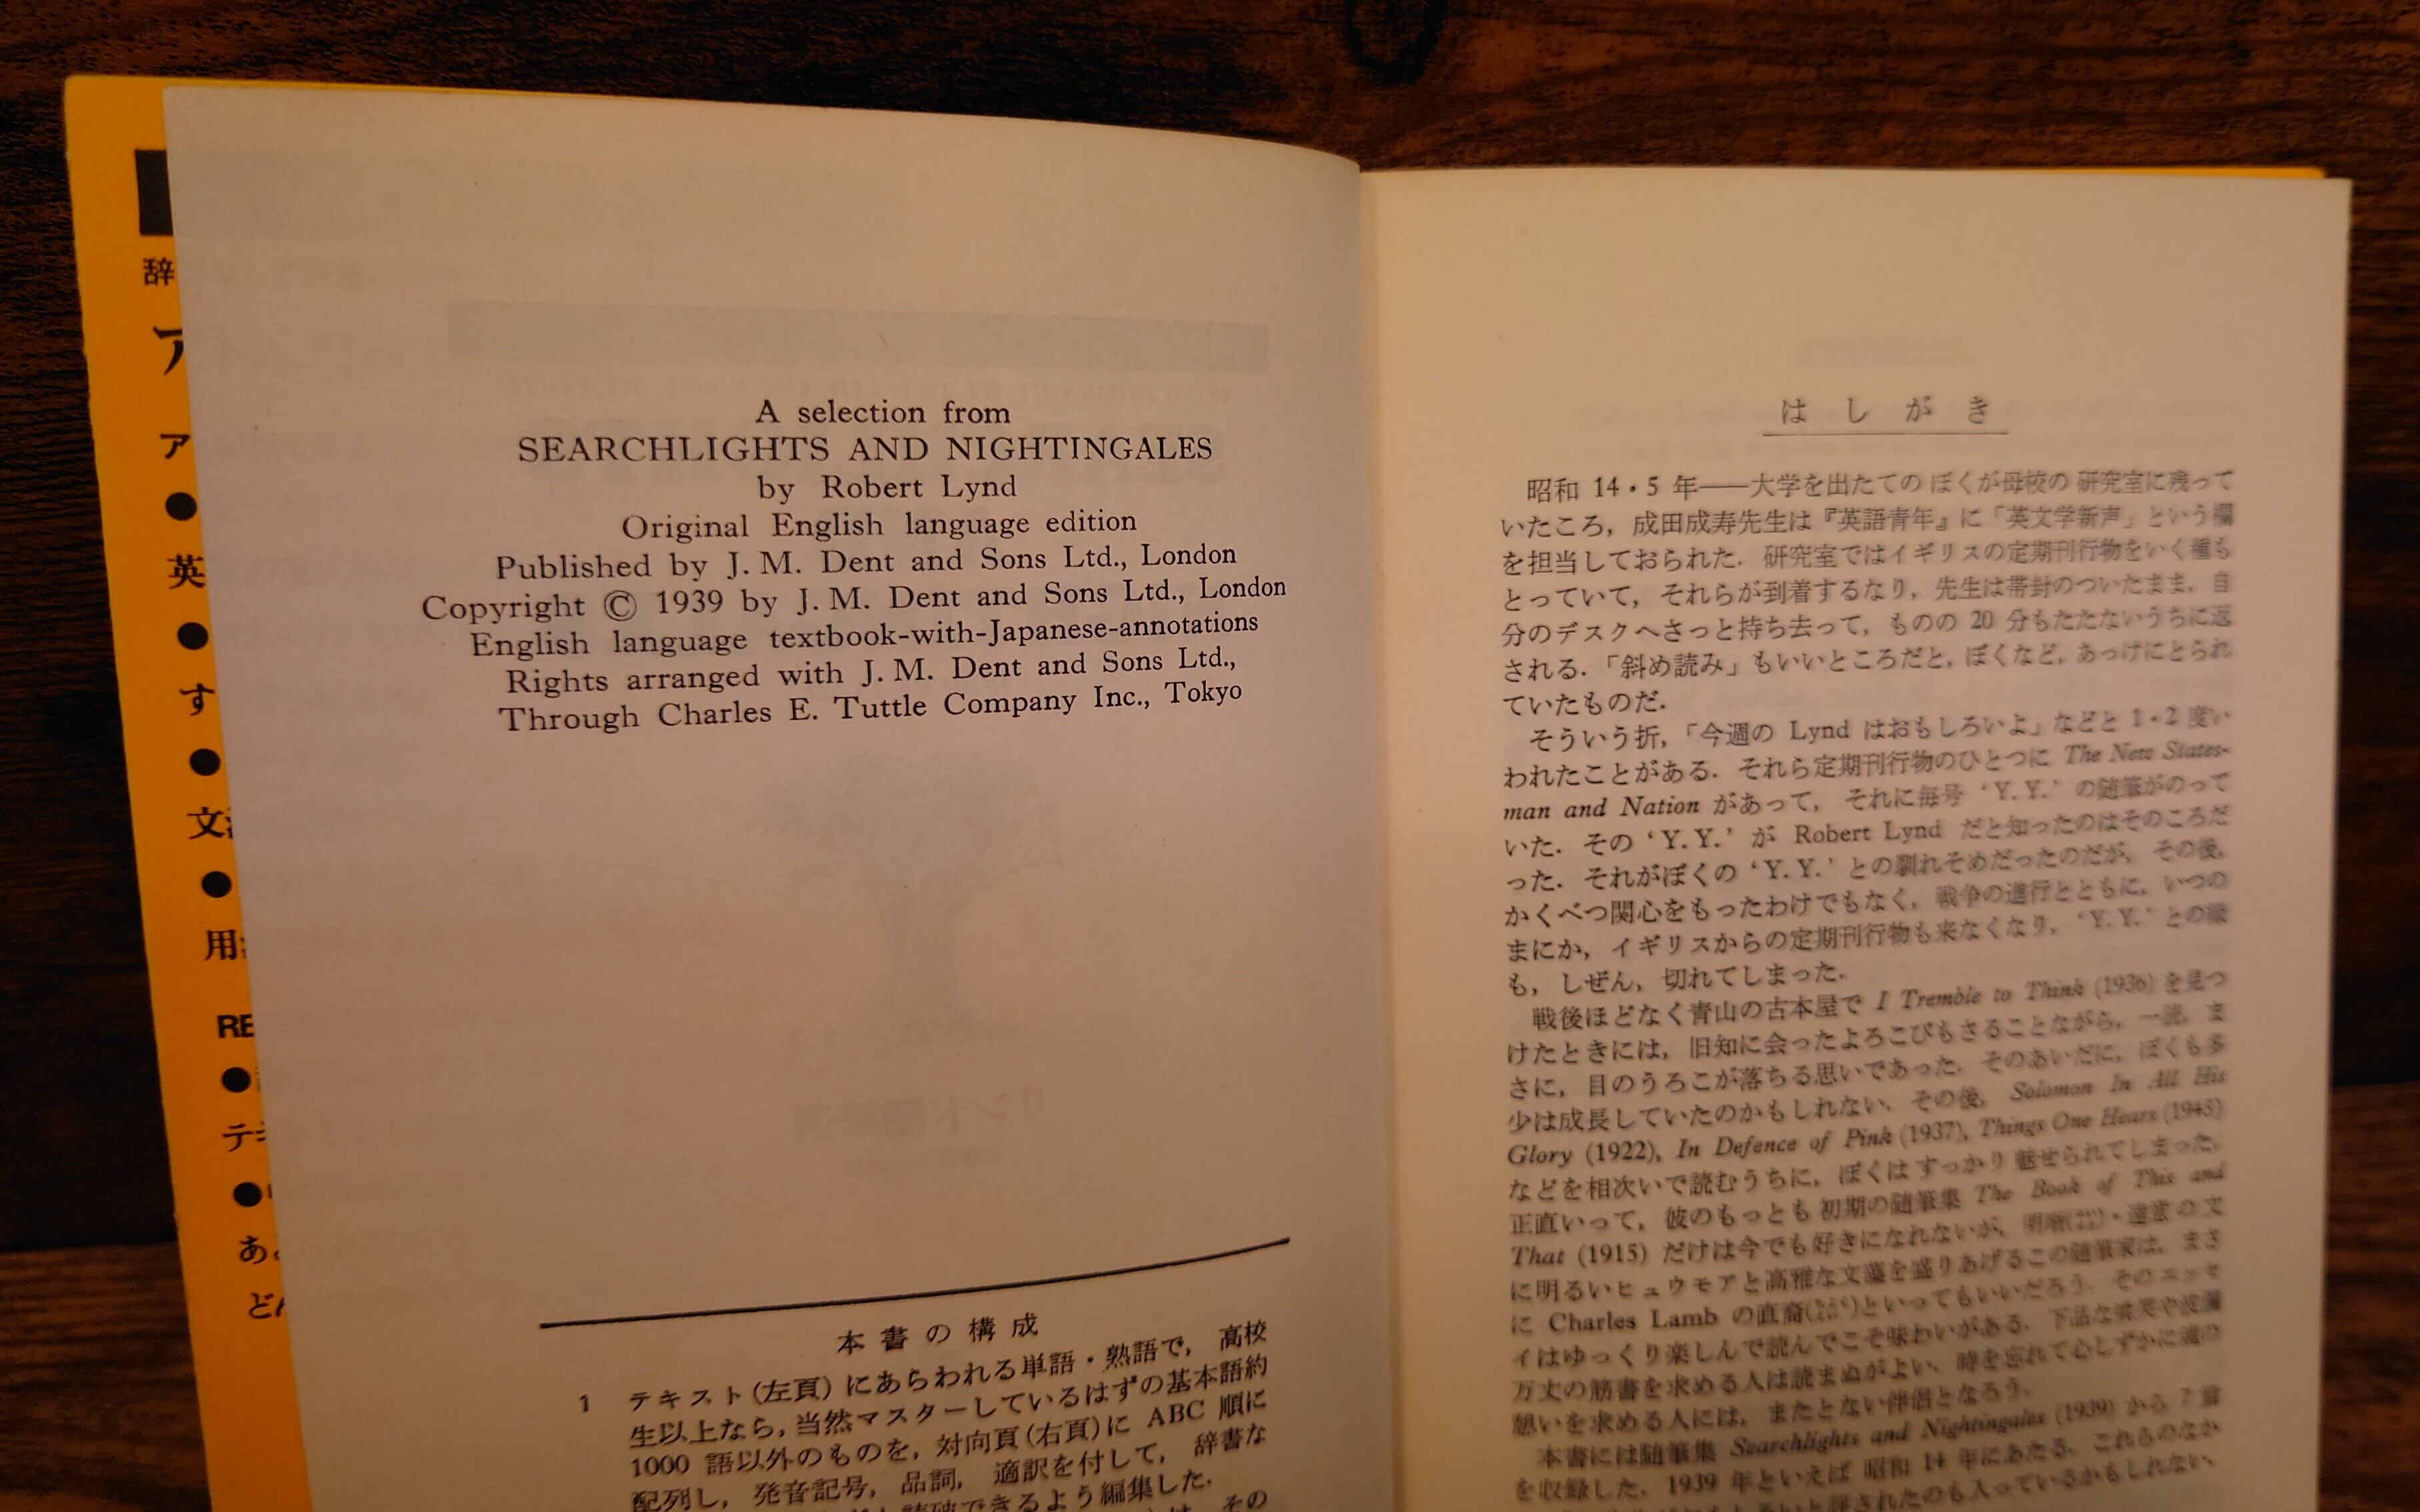 辞
ア
ア
●
英
●
す
●
文
●
用
RE
●
テ
●
あ
ど
A selection from
SEARCHLIGHTS AND NIGHTINGALES
by Robert Lynd
Original English language edition
Published by J. M. Dent and Sons Ltd., London
Copyright © 1939 by J. M. Dent and Sons Ltd., London
English language textbook-with-Japanese-annotations
Rights arranged with J. M. Dent and Sons Ltd.,
Through Charles E. Tuttle Company Inc., Tokyo
本書の構成
1 テキスト(左頁)にあらわれる単語・熟語で, 高校
生以上なら, 当然マスターしているはずの基本語約
1000 語以外のものを, 対向頁(右頁)に ABC 順に
配列し, 発音記号, 品詞, 適訳を付して, 辞書な
できるよう編集した.
その
はしがき
昭和 14・5 年——大学を出たてのぼくが母校の研究室に残って
いたころ, 成田成寿先生は『英語青年』に「英文学新声」という欄
を担当しておられた. 研究室ではイギリスの定期刊行物をいく種も
とっていて, それらが到着するなり, 先生は帯封のついたまま, 自
分のデスクへさっと持ち去って, ものの 20 分もたたないうちに返
される.「斜め読み」もいいところだと, ぼくなど, あっけにとられ
ていたものだ.
そういう折,「今週の Lynd はおもしろいよ」などと 1・2 度い
われたことがある. それら定期刊行物のひとつに The New States-
man and Nation があって, それに毎号 ‘Y. Y.’ の随筆がのって
いた. その ‘Y. Y.’ が Robert Lynd だと知ったのはそのころだ
った. それがぼくの ‘Y. Y.’ との馴れそめだったのだが, その後,
かくべつ関心をもったわけでもなく, 戦争の進行とともに, いつの
まにか, イギリスからの定期刊行物も来なくなり, ‘Y. Y.’ との縁
も, しぜん, 切れてしまった.
戦後ほどなく青山の古本屋で I Tremble to Think (1936) を見つ
けたときには, 旧知に会ったよろこびもさることながら, 一読, ま
さに, 目のうろこが落ちる思いであった. そのあいだに, ぼくも多
少は成長していたのかもしれない. その後, Solomon In All His
Glory (1922), In Defence of Pink (1937), Things One Hears (1945)
などを相次いで読むうちに, ぼくはすっかり魅せられてしまった.
正直いって, 彼のもっとも初期の随筆集 The Book of This and
That (1915) だけは今でも好きになれないが, 明晰・達意の文
に明るいヒュウモアと高雅な文藻を盛りあげるこの随筆家は, まさ
に Charles Lamb の直裔といってもいいだろう. そのエッセ
イはゆっくり楽しんで読んでこそ味わいがある. 下品な笑や波瀾
万丈の筋書を求める人は読まぬがよい. 時を忘れて心しずかに
憩いを求める人には, またとない伴侶となろう.
本書には随筆集 Searchlights and Nightingales (1939) から 7 篇
を収録した. 1939 年といえば昭和 14 年にあたる. これらのなか
と評されたのも入っているかもしれない.